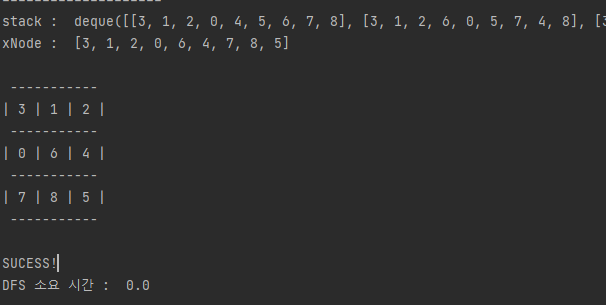 --------------------
stack :  deque([[3, 1, 2, 0, 4, 5, 6, 7, 8], [3, 1, 2, 6, 0, 5, 7, 4, 8], [3
xNode :  [3, 1, 2, 0, 6, 4, 7, 8, 5]
-----------
| 3 | 1 | 2 |
-----------
| 0 | 6 | 4 |
-----------
| 7 | 8 | 5 |
-----------
SUCESS!
DFS 소요 시간 :  0.0